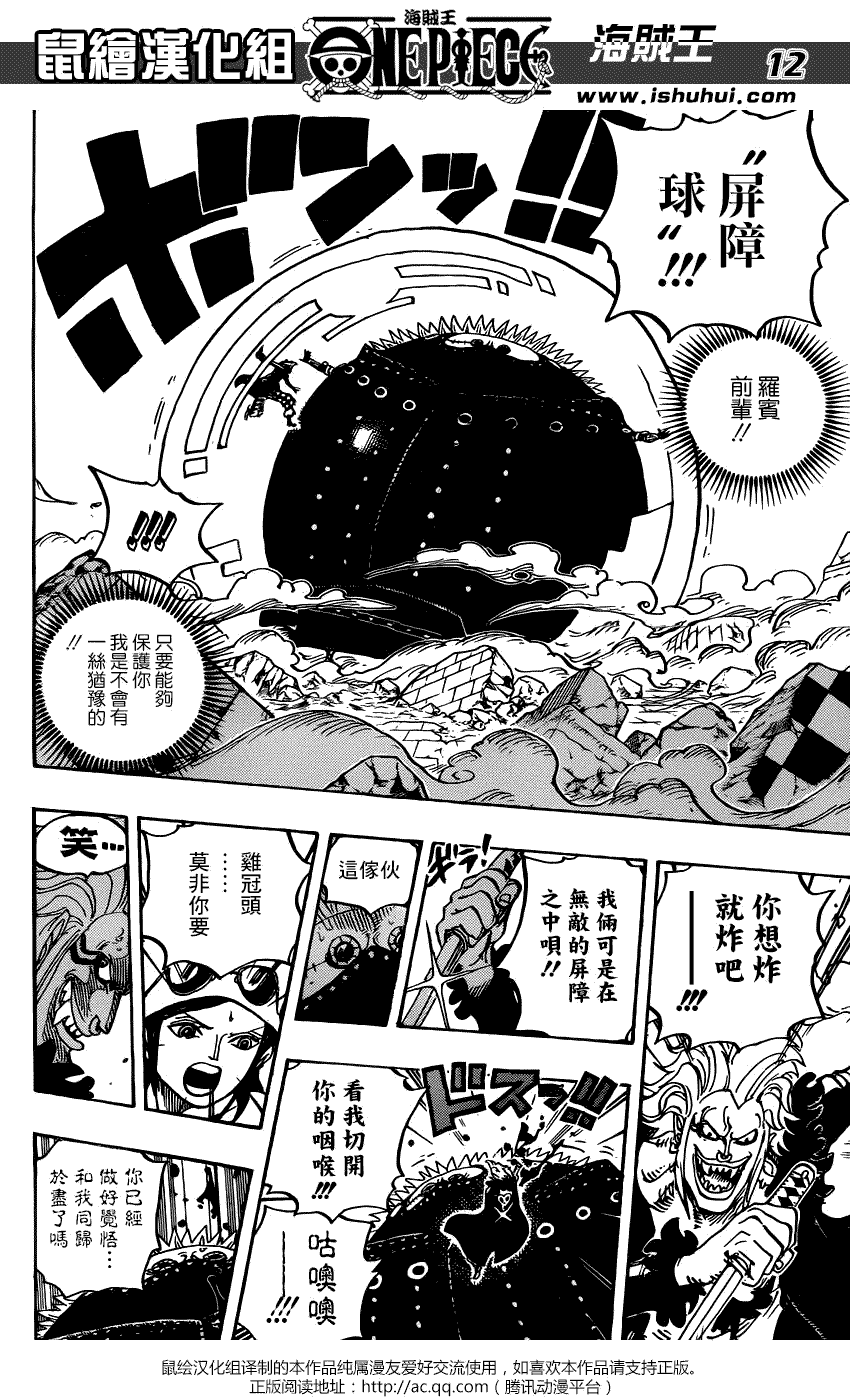 鼠繪漢化組
海賊王
ONE PIECE
海賊王
12
www.ishuhui.com
“屏障
球”!!!
ボンッ!!
羅賓
前輩!!
!!!
只要能夠
保護你
我是不會有
一絲猶豫的
!!
你想炸
就炸吧
——!!!
我倆可是在
無敵的屏障
之中唄!!
ギラ!
這傢伙
雞冠頭
……
莫非你要
笑…
ドスッ!!
看我切開
你的咽喉!!!
咕噢噢
——!!!
你已經
做好覺悟…
和我同歸
於盡了嗎
鼠绘汉化组译制的本作品纯属漫友爱好交流使用，如喜欢本作品请支持正版。
正版阅读地址：http://ac.qq.com（腾讯动漫平台）